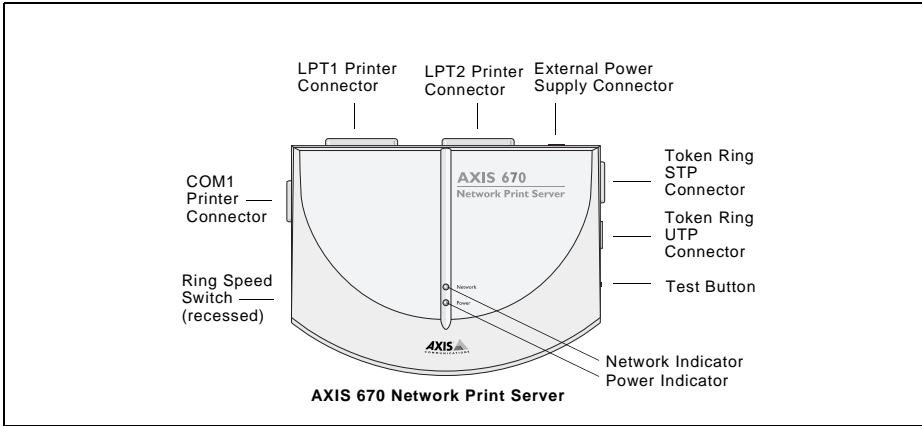 LPT1 Printer
Connector
LPT2 Printer
Connector
External Power
Supply Connector
COM1
Printer
Connector
Ring Speed
Switch
(recessed)
AXIS 670
Network Print Server
Network
Power
AXIS
COMMUNICATIONS
Token Ring
STP
Connector
Token Ring
UTP
Connector
Test Button
Network Indicator
Power Indicator
AXIS 670 Network Print Server